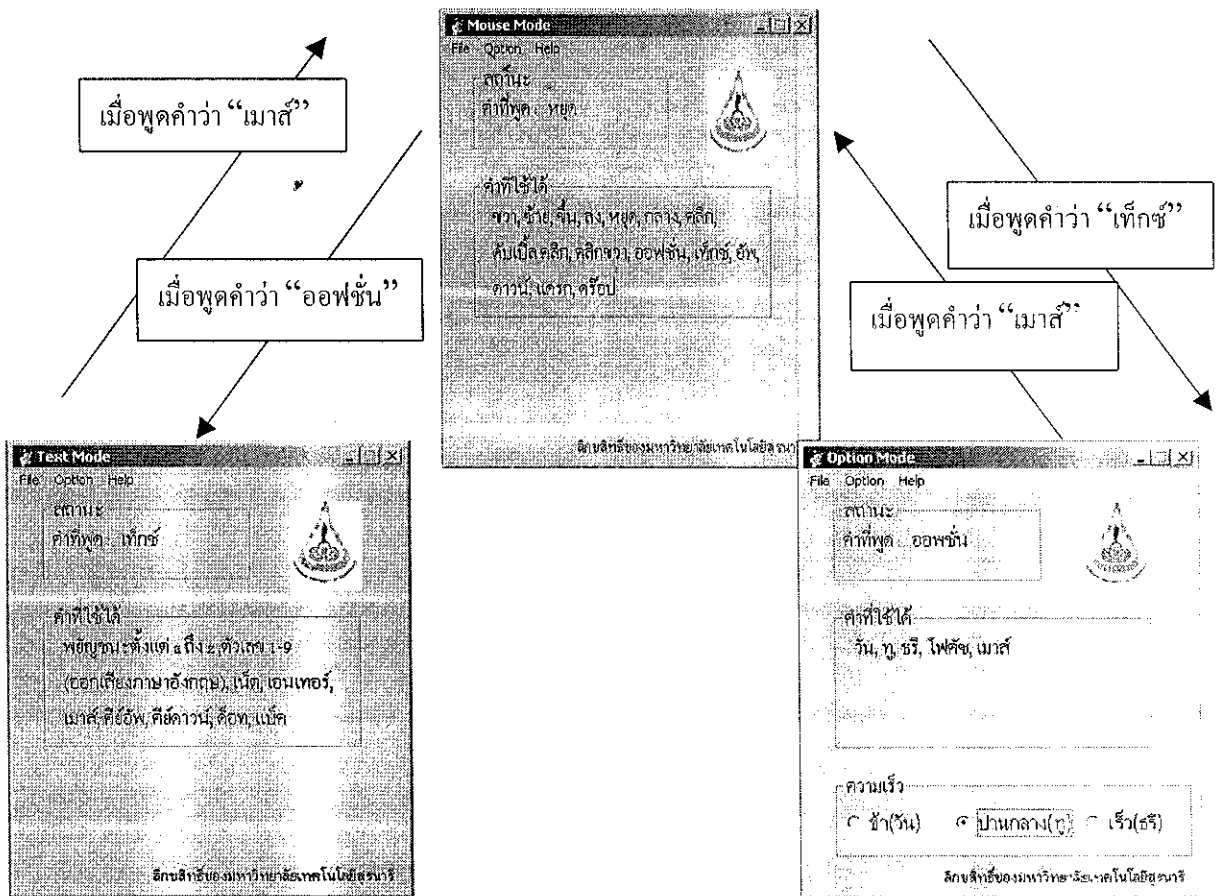 Mouse Mode
File Option Help
สถานะ
คำที่พูด หยุด
คำที่ใช้ได้
ขวา, ซ้าย, ขึ้น, ลง, หยุด, กลาง, คลิก,
ดับเบิ้ลคลิก, คลิกขวา, ออฟชั่น, เท็กซ์, อัพ,
ดาวน์, แดรก, ดร๊อป
ลิขสิทธิ์ของมหาวิทยาลัยเทคโนโลยีสุรนารี
เมื่อพูดคำว่า “เมาส์”
เมื่อพูดคำว่า “ออฟชั่น”
เมื่อพูดคำว่า “เท็กซ์”
เมื่อพูดคำว่า “เมาส์”
Text Mode
File Option Help
สถานะ
คำที่พูด เท็กซ์
คำที่ใช้ได้
พยัญชนะตั้งแต่ a ถึง z ,ตัวเลข 1-9
(ออกเสียงภาษาอังกฤษ), เน็ต, เอนเทอร์,
เมาส์, คีย์อัพ, คีย์ดาวน์, ด็อท, แบ็ค
ลิขสิทธิ์ของมหาวิทยาลัยเทคโนโลยีสุรนารี
Option Mode
File Option Help
สถานะ
คำที่พูด ออพชั่น
คำที่ใช้ได้
วัน, ทู, ธรี, โฟคัช, เมาส์
ความเร็ว
ช้า(วัน) ปานกลาง(ทู) เร็ว(ธรี)
ลิขสิทธิ์ของมหาวิทยาลัยเทคโนโลยีสุรนารี